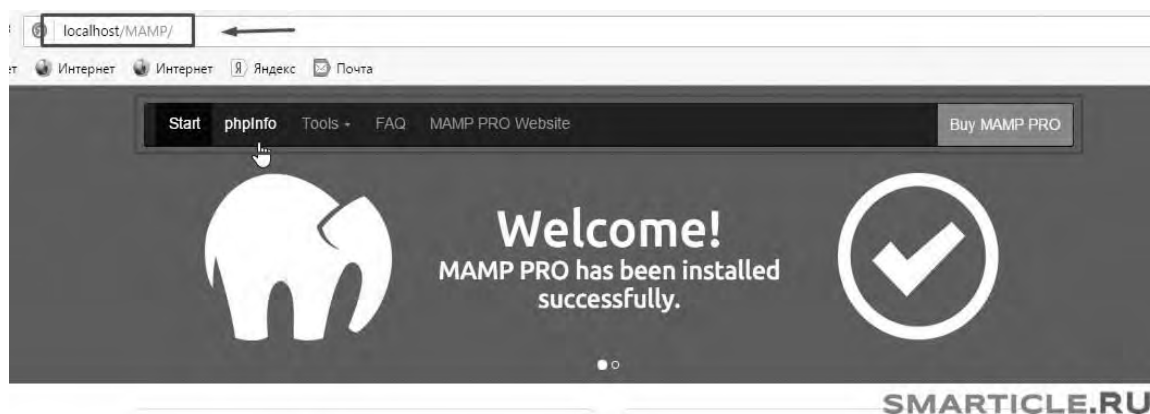 localhost/MAMP/
Интернет Интернет Яндекс Почта
Start phpInfo Tools FAQ MAMP PRO Website Buy MAMP PRO
Welcome!
MAMP PRO has been installed
successfully.
SMARTICLE.RU